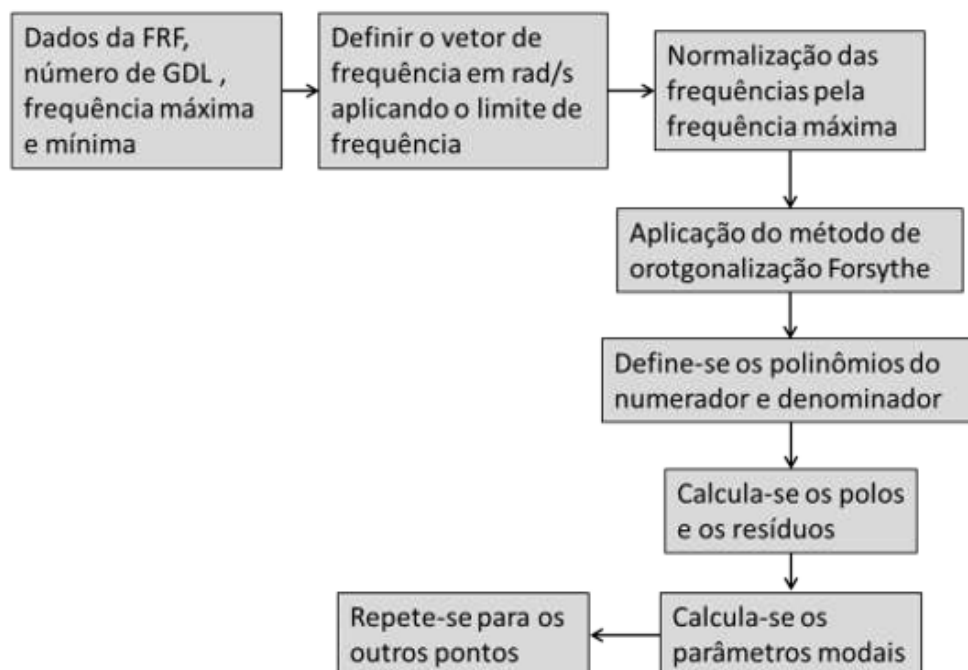 Dados da FRF,
número de GDL ,
frequência máxima
e mínima
Definir o vetor de
frequência em rad/s
aplicando o limite de
frequência
Normalização das
frequências pela
frequência máxima
Aplicação do método de
orotgonalização Forsythe
Define-se os polinômios do
numerador e denominador
Calcula-se os polos
e os resíduos
Calcula-se os
parâmetros modais
Repete-se para os
outros pontos